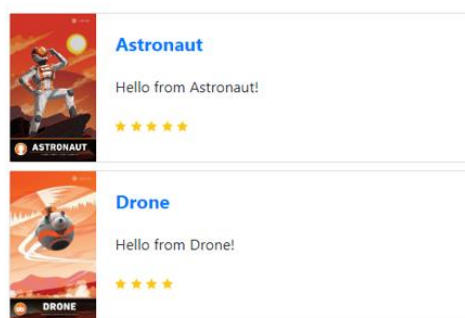 Astronaut
Hello from Astronaut!
ASTRONAUT
Drone
Hello from Drone!
DRONE